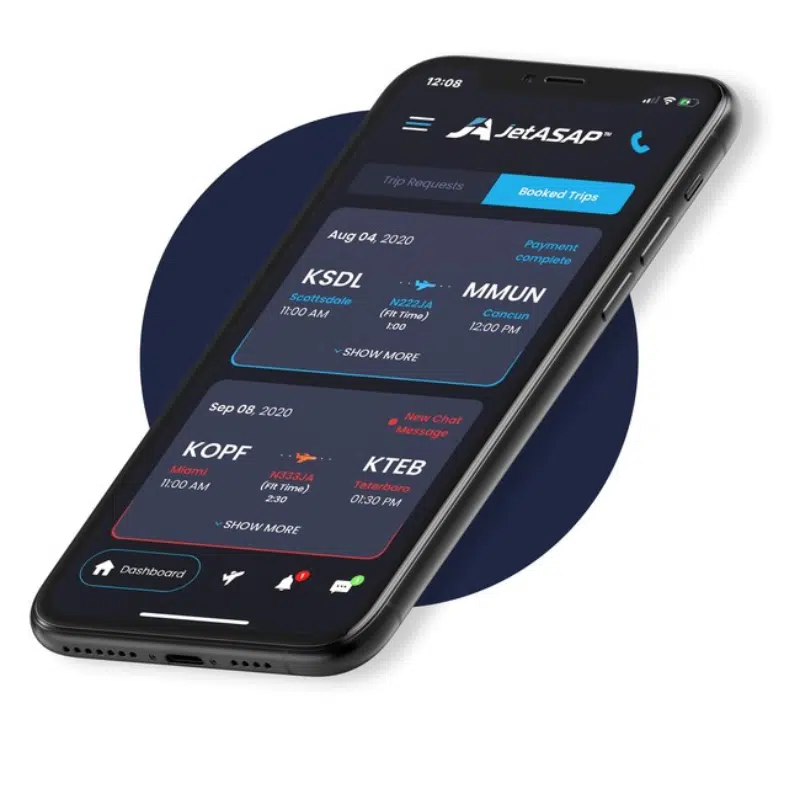 12:08
jetASAP™
Trip Requests
Booked Trips
Aug 04, 2020
Payment
complete
KSDL
MMUN
Scottsdale
N222JA
Cancun
11:00 AM
(Flt Time)
12:00 PM
1:00
SHOW MORE
Sep 08, 2020
New Chat
Message
KOPF
KTEB
Miami
N333JA
Teterboro
11:00 AM
(Flt Time)
01:30 PM
2:30
SHOW MORE
Dashboard
1
1